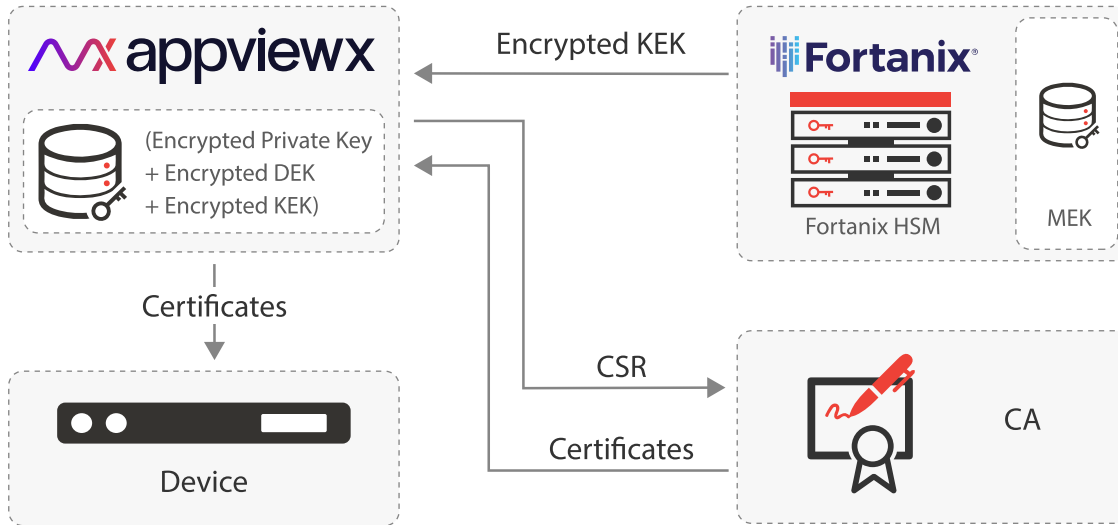 appviewx
(Encrypted Private Key
+ Encrypted DEK
+ Encrypted KEK)
Encrypted KEK
Fortanix®
Fortanix HSM
MEK
Certificates
Device
CSR
Certificates
CA